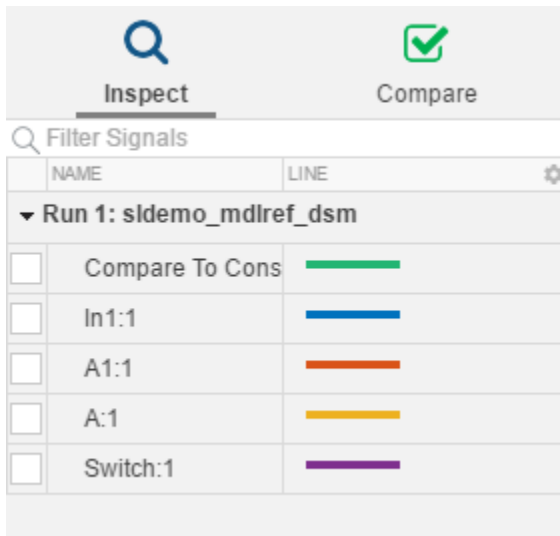 Inspect Compare
Filter Signals
NAME LINE
Run 1: sldemo_mdlref_dsm
Compare To Cons
In1:1
A1:1
A:1
Switch:1